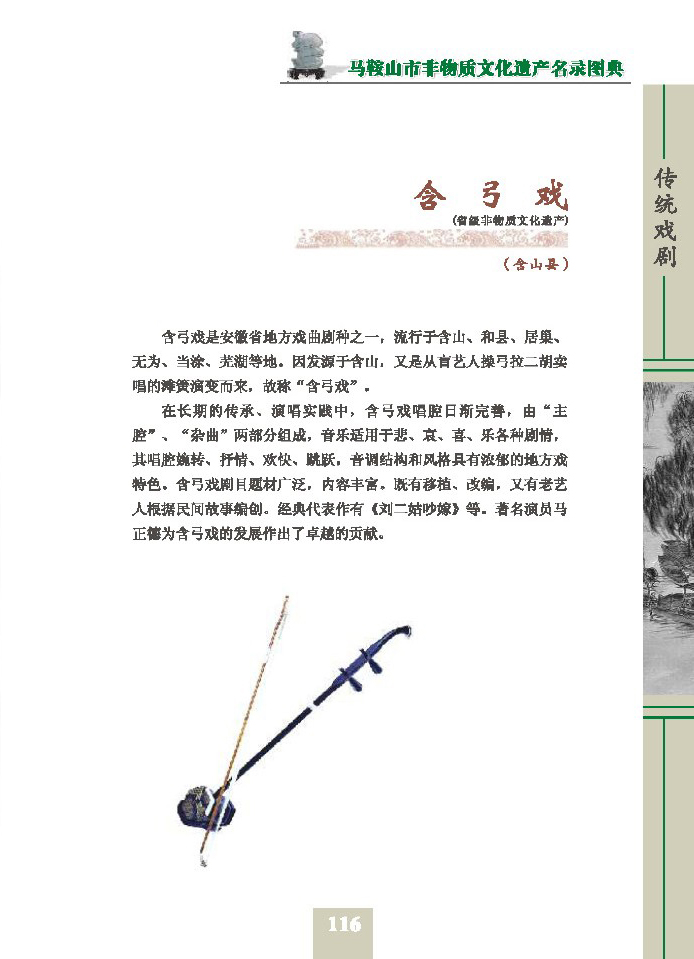 马鞍山市非物质文化遗产名录图典
传统戏剧
含弓戏
(省级非物质文化遗产)
（含山县）
含弓戏是安徽省地方戏曲剧种之一，流行于含山、和县、居巢、
无为、当涂、芜湖等地。因发源于含山，又是从盲艺人操弓拉二胡卖
唱的滩簧演变而来，故称“含弓戏”。
在长期的传承、演唱实践中，含弓戏唱腔日渐完善，由“主
腔”、“杂曲”两部分组成，音乐适用于悲、哀、喜、乐各种剧情，
其唱腔婉转、抒情、欢快、跳跃，音调结构和风格具有浓郁的地方戏
特色。含弓戏剧目题材广泛，内容丰富。既有移植、改编，又有老艺
人根据民间故事编创。经典代表作有《刘二姑吵嫁》等。著名演员马
正德为含弓戏的发展作出了卓越的贡献。
116